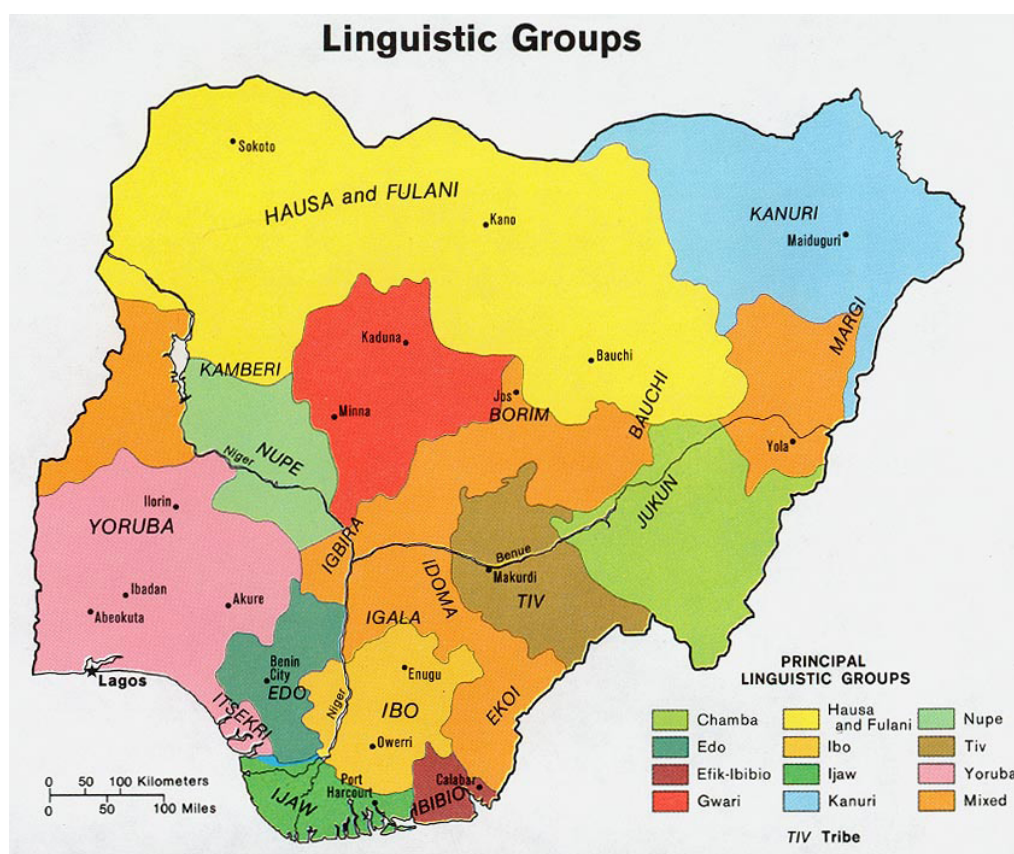 Linguistic Groups
Sokoto
HAUSA and FULANI
Kano
KANURI
Maiduguri
Kaduna
MARGI
Bauchi
KAMBERI
BAUCHI
Jos
BORIM
Minna
Yola
Niger
NUPE
Ilorin
YORUBA
JUKUN
IGBIRA
Benue
Makurdi
IDOMA
TIV
Ibadan
Akure
Abeokuta
IGALA
Benin
City
EDO
Enugu
Lagos
Niger
IBO
EKOI
ITSEKRI
Owerri
Port
Harcourt
Calabar
IJAW
IBIBIO
0 50 100 Kilometers
0 50 100 Miles
PRINCIPAL
LINGUISTIC GROUPS
Chamba
Edo
Efik-Ibibio
Gwari
Hausa
and Fulani
Ibo
Ijaw
Kanuri
Nupe
Tiv
Yoruba
Mixed
TIV Tribe